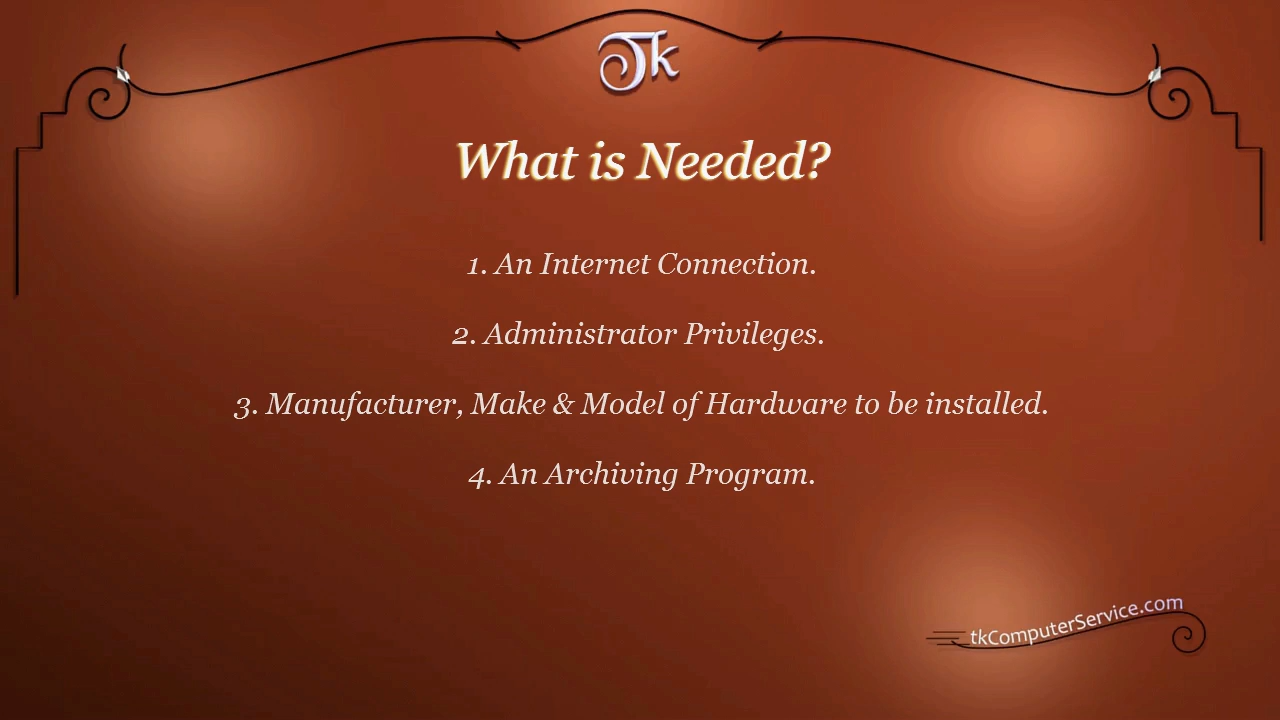 Tk
What is Needed?
1. An Internet Connection.
2. Administrator Privileges.
3. Manufacturer, Make & Model of Hardware to be installed.
4. An Archiving Program.
tkComputerService.com